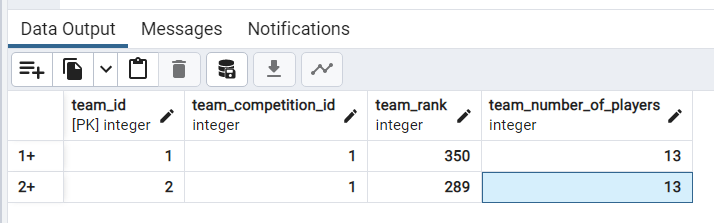 Data Output Messages Notifications
team_id team_competition_id team_rank team_number_of_players
[PK] integer integer integer integer
1+ 1 1 350 13
2+ 2 1 289 13